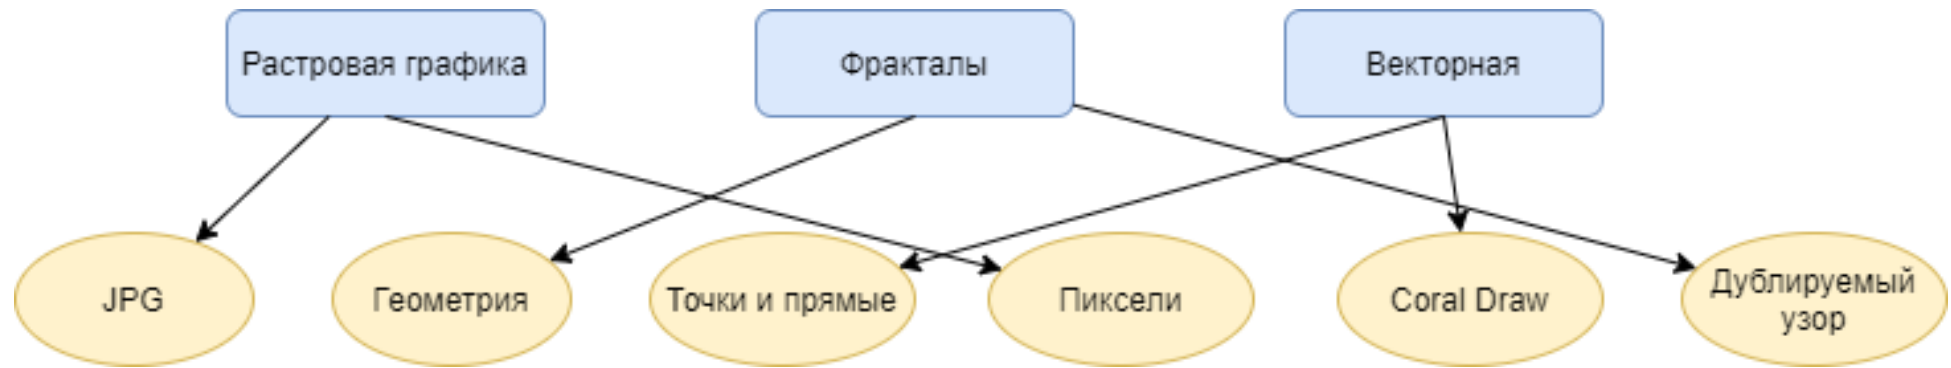 Растровая графика
Фракталы
Векторная
JPG
Геометрия
Точки и прямые
Пиксели
Coral Draw
Дублируемый
узор